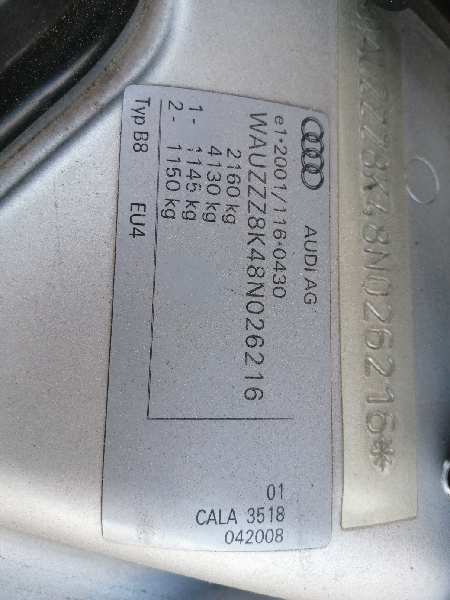 AUDI AG
e1*2001/116*0430
WAUZZZ8K48N026216
2160 kg
4130 kg
1- 1145 kg
2- 1150 kg
Typ B8 EU4
01
CALA 3518
042008
WAUZZZ8K48N026216*